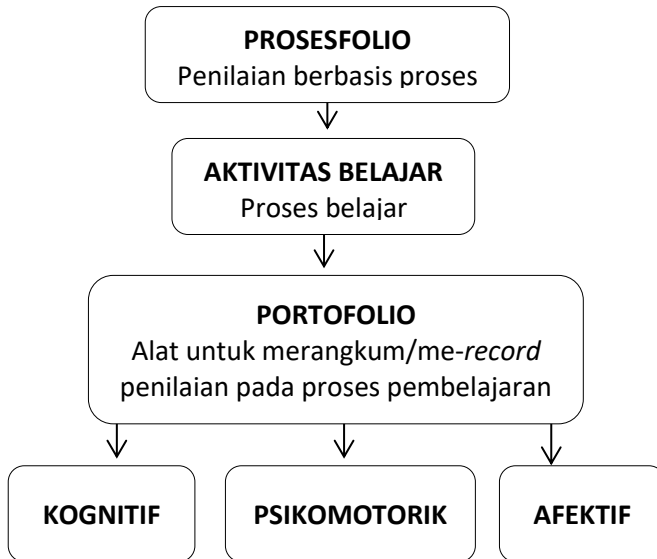 PROSESFOLIO
Penilaian berbasis proses
AKTIVITAS BELAJAR
Proses belajar
PORTOFOLIO
Alat untuk merangkum/me-record
penilaian pada proses pembelajaran
KOGNITIF
PSIKOMOTORIK
AFEKTIF